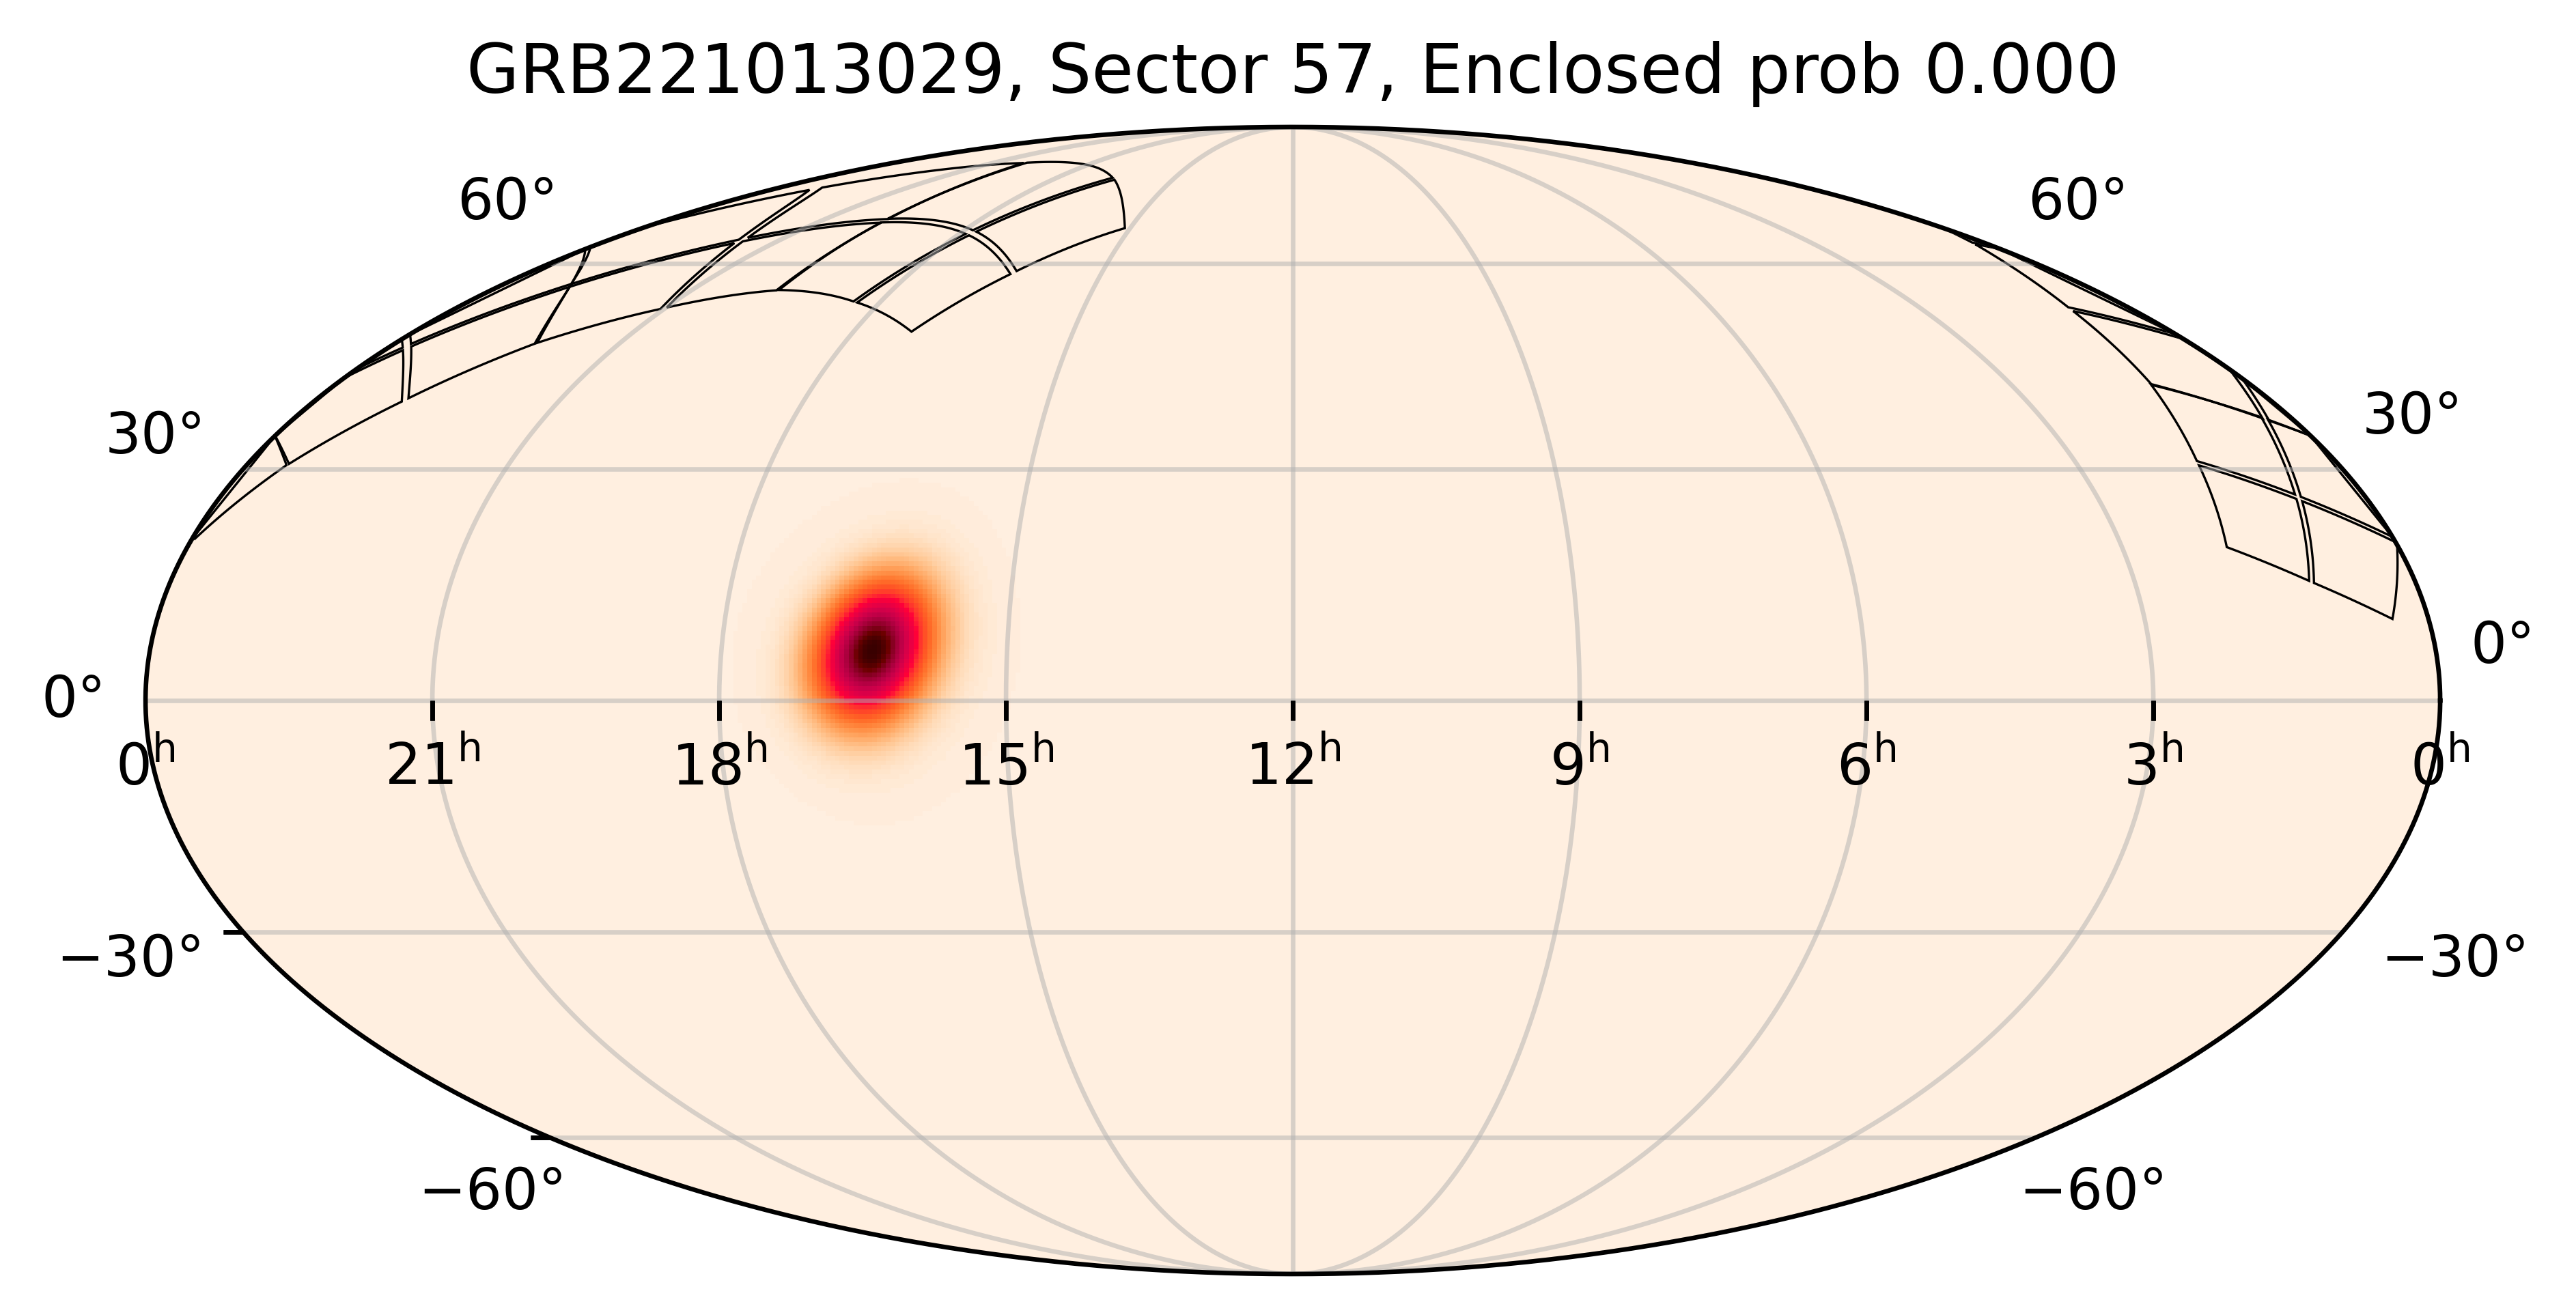 GRB221013029, Sector 57, Enclosed prob 0.000
60° 60°
30° 30°
0° 0°
0h 21h 18h 15h 12h 9h 6h 3h 0h
−30° −30°
−60° −60°